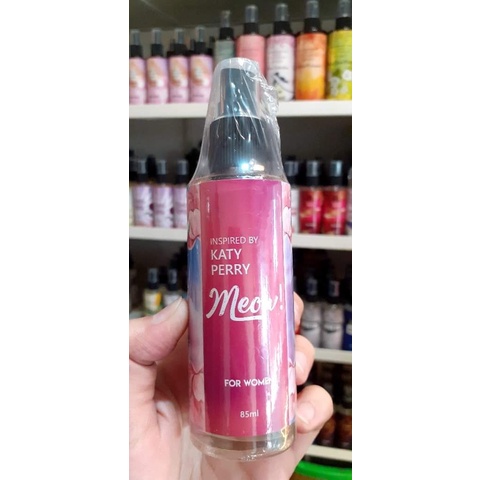 INSPIRED BY
KATY
PERRY
Meow!
FOR WOMEN
85ml